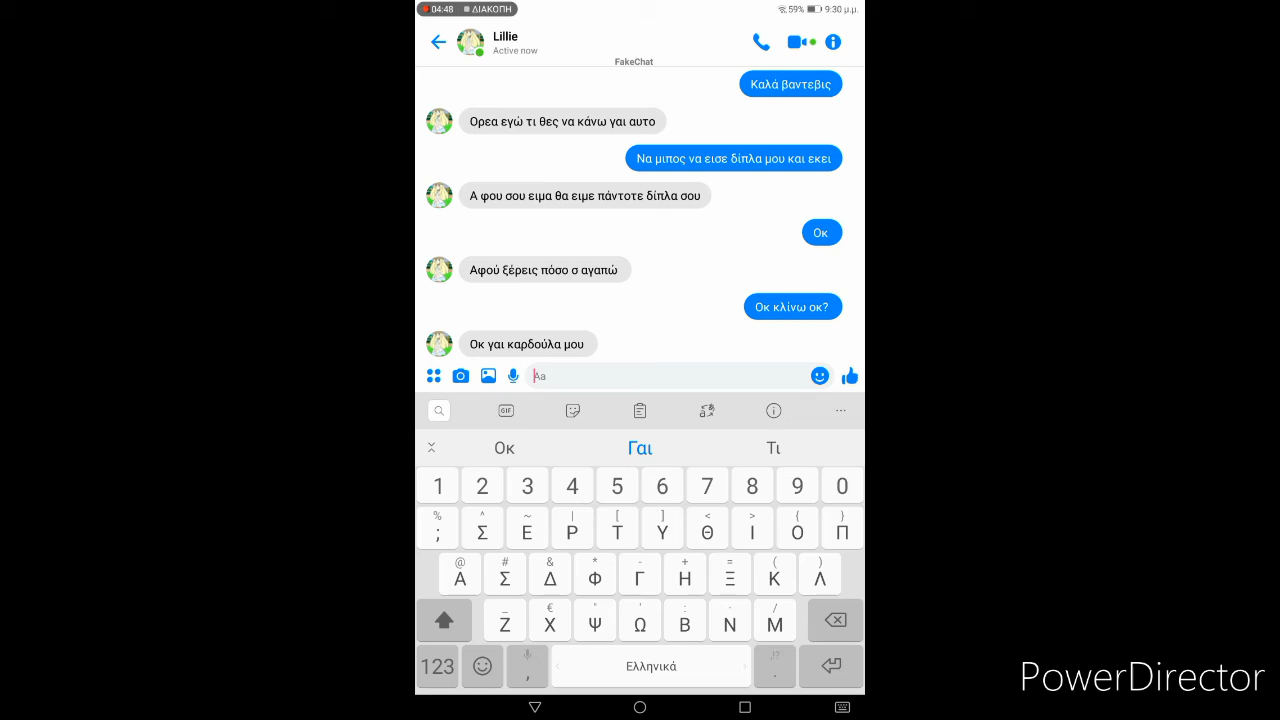 04:48 ΔΙΑΚΟΠΗ
59% 9:30 μ.μ.
Lillie
Active now
FakeChat
Καλά βαντεβις
Ορεα εγώ τι θες να κάνω γαι αυτο
Να μιπος να εισε δίπλα μου και εκει
Α φου σου ειμα θα ειμε πάντοτε δίπλα σου
Οκ
Αφού ξέρεις πόσο σ αγαπώ
Οκ κλίνω οκ?
Οκ γαι καρδούλα μου
Aa
GIF
Οκ Γαι Τι
1 2 3 4 5 6 7 8 9 0
% ^ ~ | [ ] < > { }
; Σ Ε Ρ Τ Υ Θ Ι Ο Π
@ # & * - + = ( )
Α Σ Δ Φ Γ Η Ξ Κ Λ
_ € " ' : · /
Ζ Χ Ψ Ω Β Ν Μ
123 , Ελληνικά .
,!?
PowerDirector